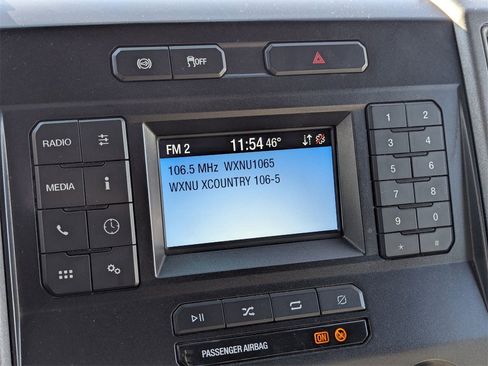 OFF
RADIO
MEDIA
i
FM 2 11:54 46°
106.5 MHz WXNU1065
WXNU XCOUNTRY 106-5
1 2
3 4
5 6
7 8
9 0
* #
PASSENGER AIRBAG ON